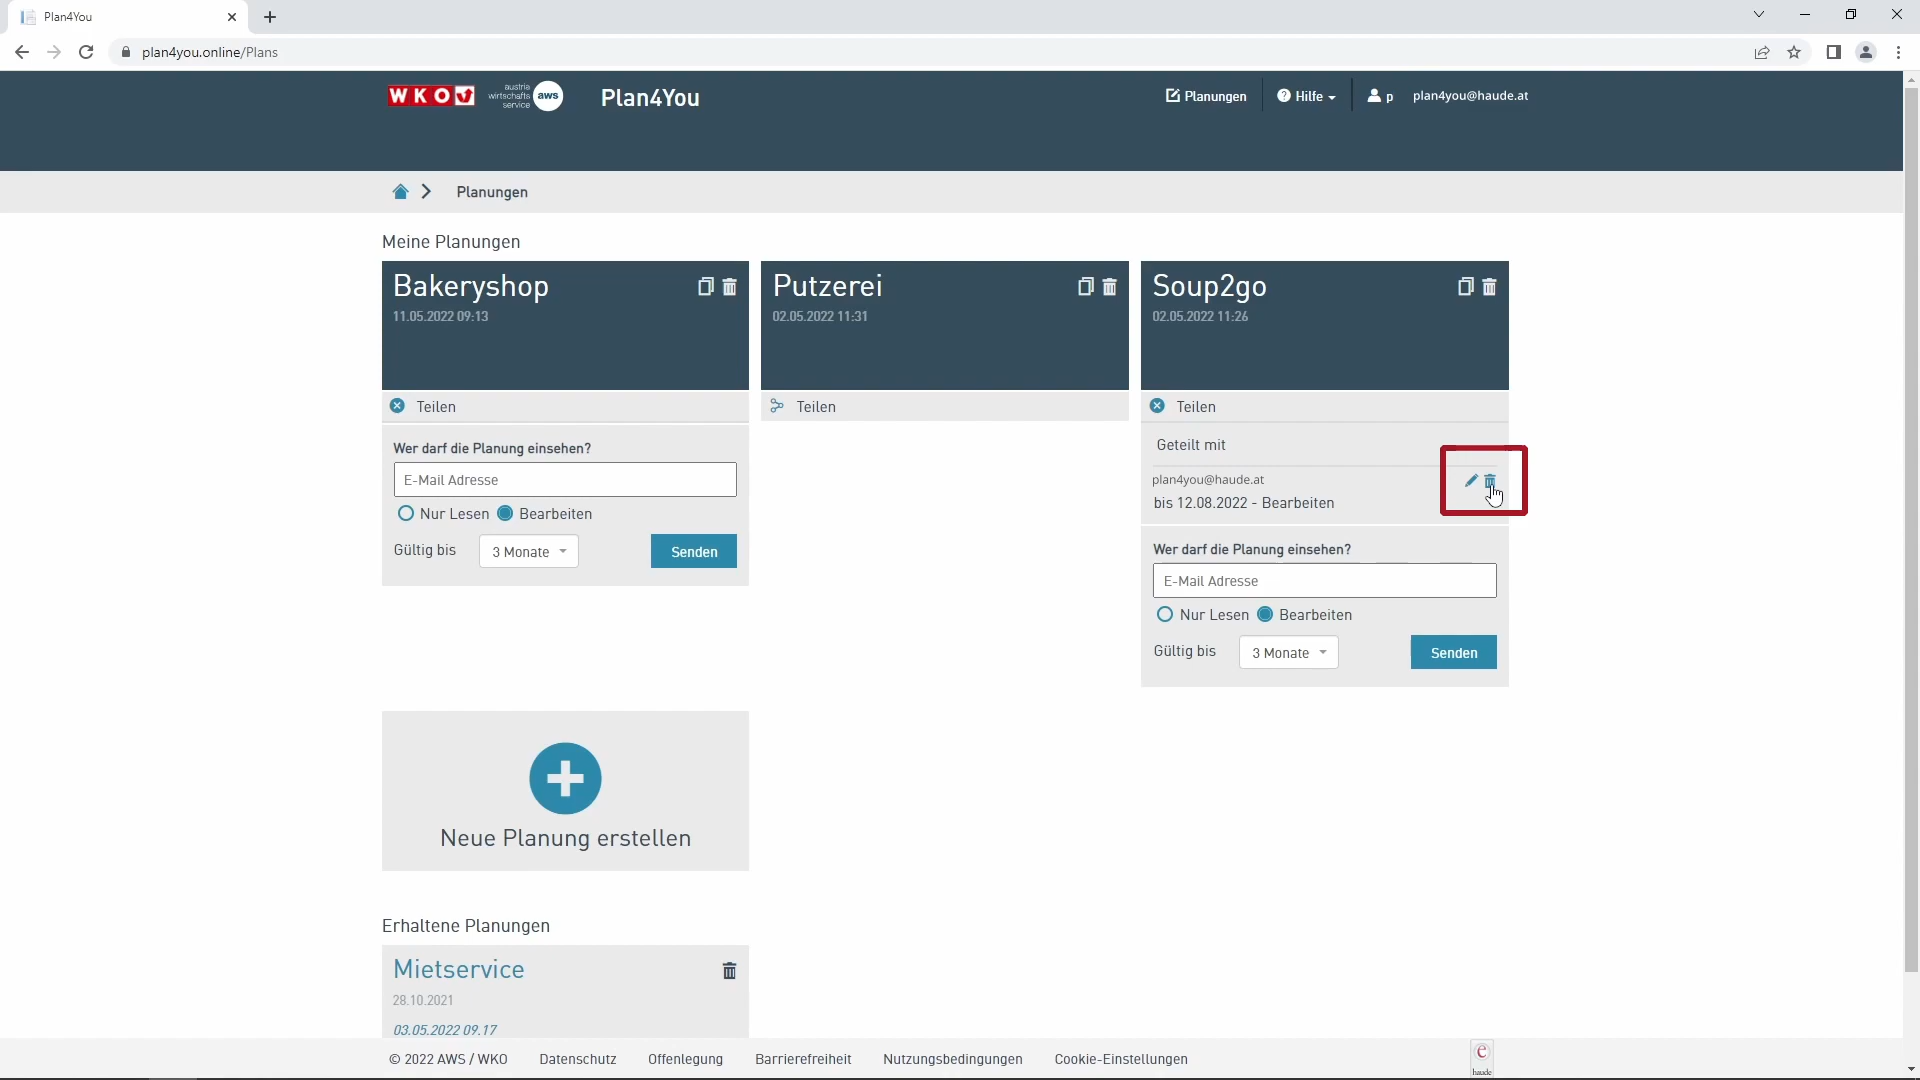 Plan4You
plan4you.online/Plans
WKO
austria
wirtschafts
service
aws
Plan4You
Planungen
Hilfe
p
plan4you@haude.at
Planungen
Meine Planungen
Bakeryshop
11.05.2022 09:13
Teilen
Wer darf die Planung einsehen?
E-Mail Adresse
Nur Lesen
Bearbeiten
Gültig bis
3 Monate
Senden
Putzerei
02.05.2022 11:31
Teilen
Soup2go
02.05.2022 11:26
Teilen
Geteilt mit
plan4you@haude.at
bis 12.08.2022 - Bearbeiten
Wer darf die Planung einsehen?
E-Mail Adresse
Nur Lesen
Bearbeiten
Gültig bis
3 Monate
Senden
Neue Planung erstellen
Erhaltene Planungen
Mietservice
28.10.2021
03.05.2022 09.17
© 2022 AWS / WKO
Datenschutz
Offenlegung
Barrierefreiheit
Nutzungsbedingungen
Cookie-Einstellungen
e
haude